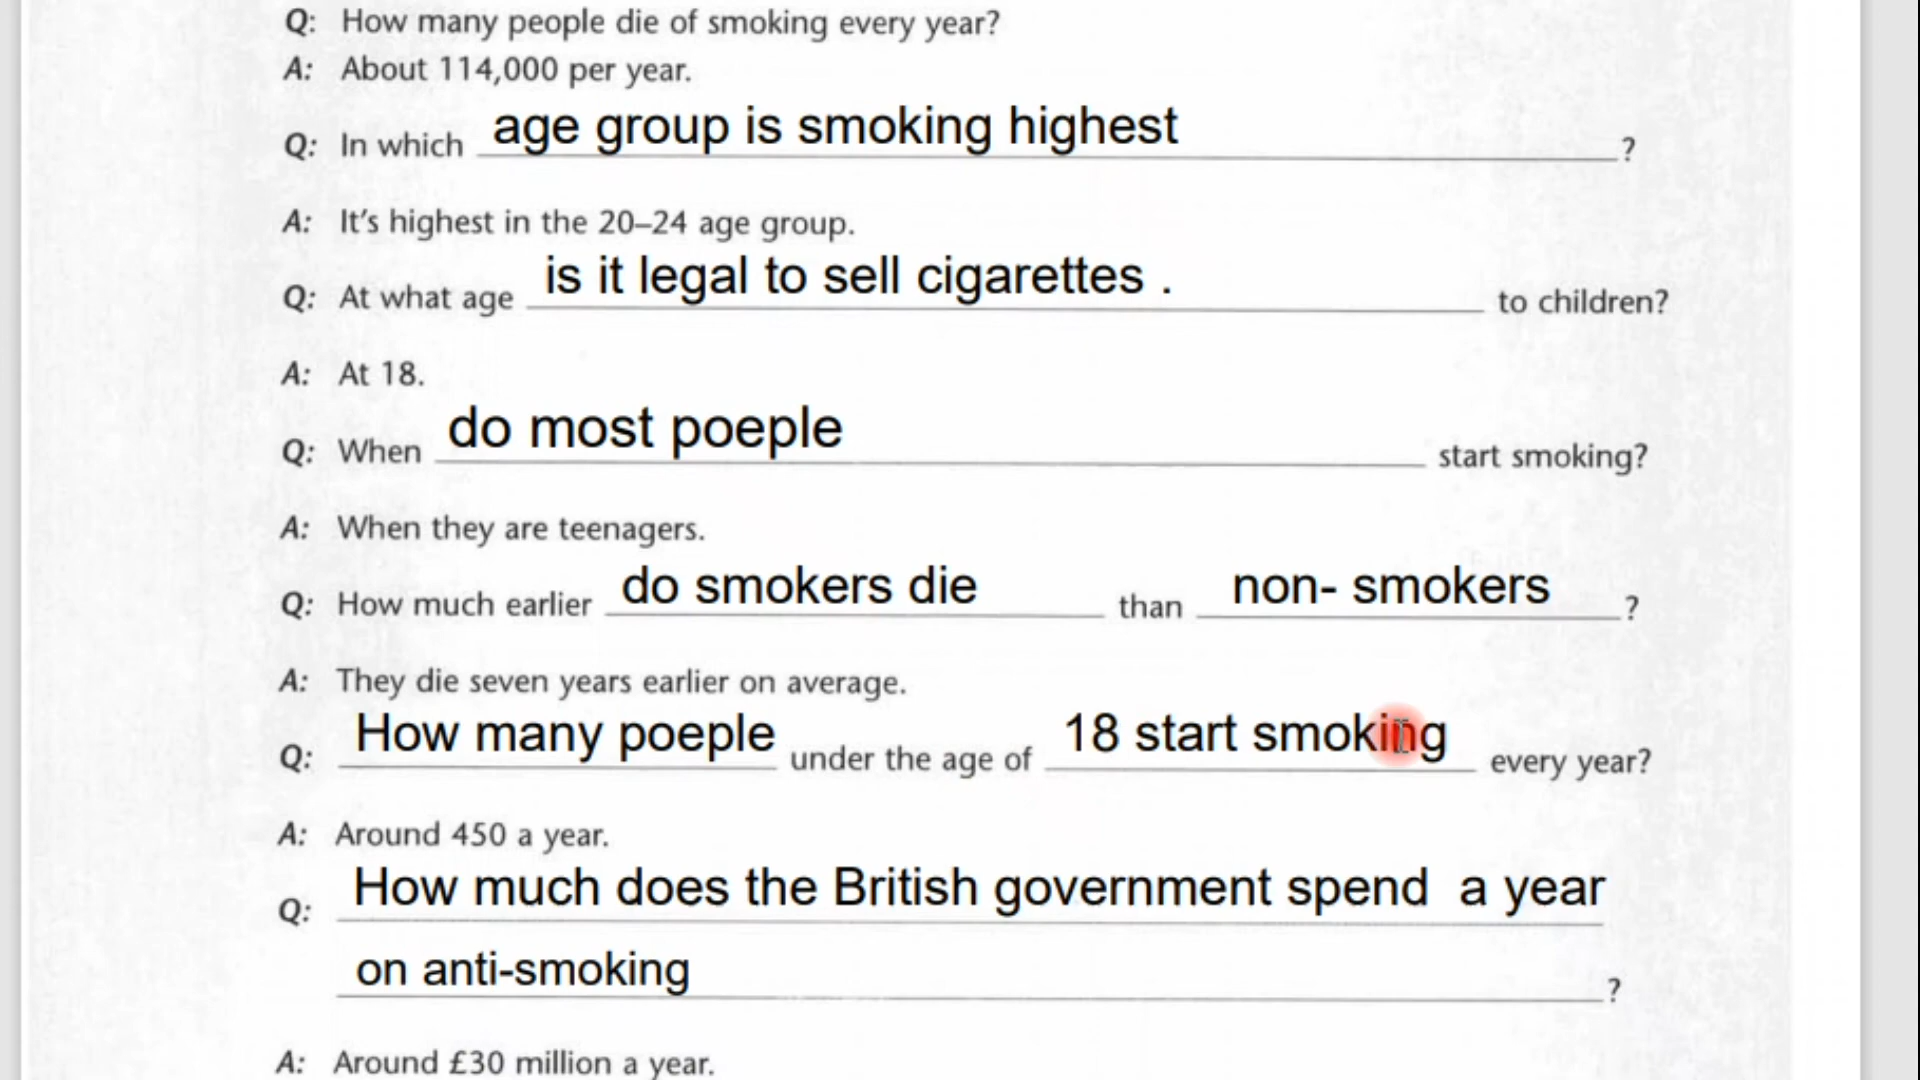 Q: How many people die of smoking every year?
A: About 114,000 per year.
Q: In which age group is smoking highest ?
A: It's highest in the 20–24 age group.
Q: At what age is it legal to sell cigarettes . to children?
A: At 18.
Q: When do most poeple start smoking?
A: When they are teenagers.
Q: How much earlier do smokers die than non- smokers ?
A: They die seven years earlier on average.
Q: How many poeple under the age of 18 start smoking every year?
A: Around 450 a year.
Q: How much does the British government spend a year
on anti-smoking ?
A: Around £30 million a year.